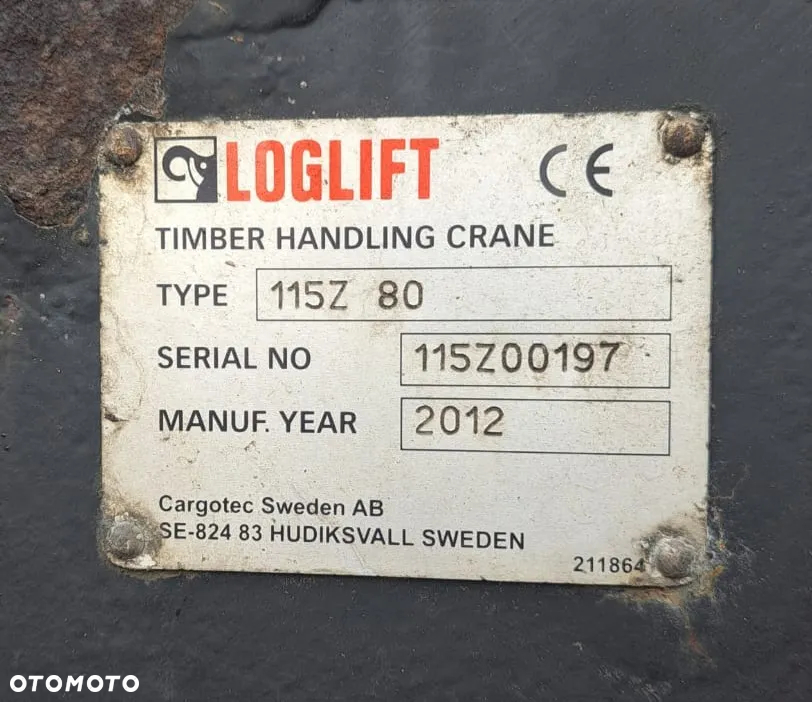 LOGLIFT CE
TIMBER HANDLING CRANE
TYPE 115Z 80
SERIAL NO 115Z00197
MANUF. YEAR 2012
Cargotec Sweden AB
SE-824 83 HUDIKSVALL SWEDEN
211864
OTOMOTO